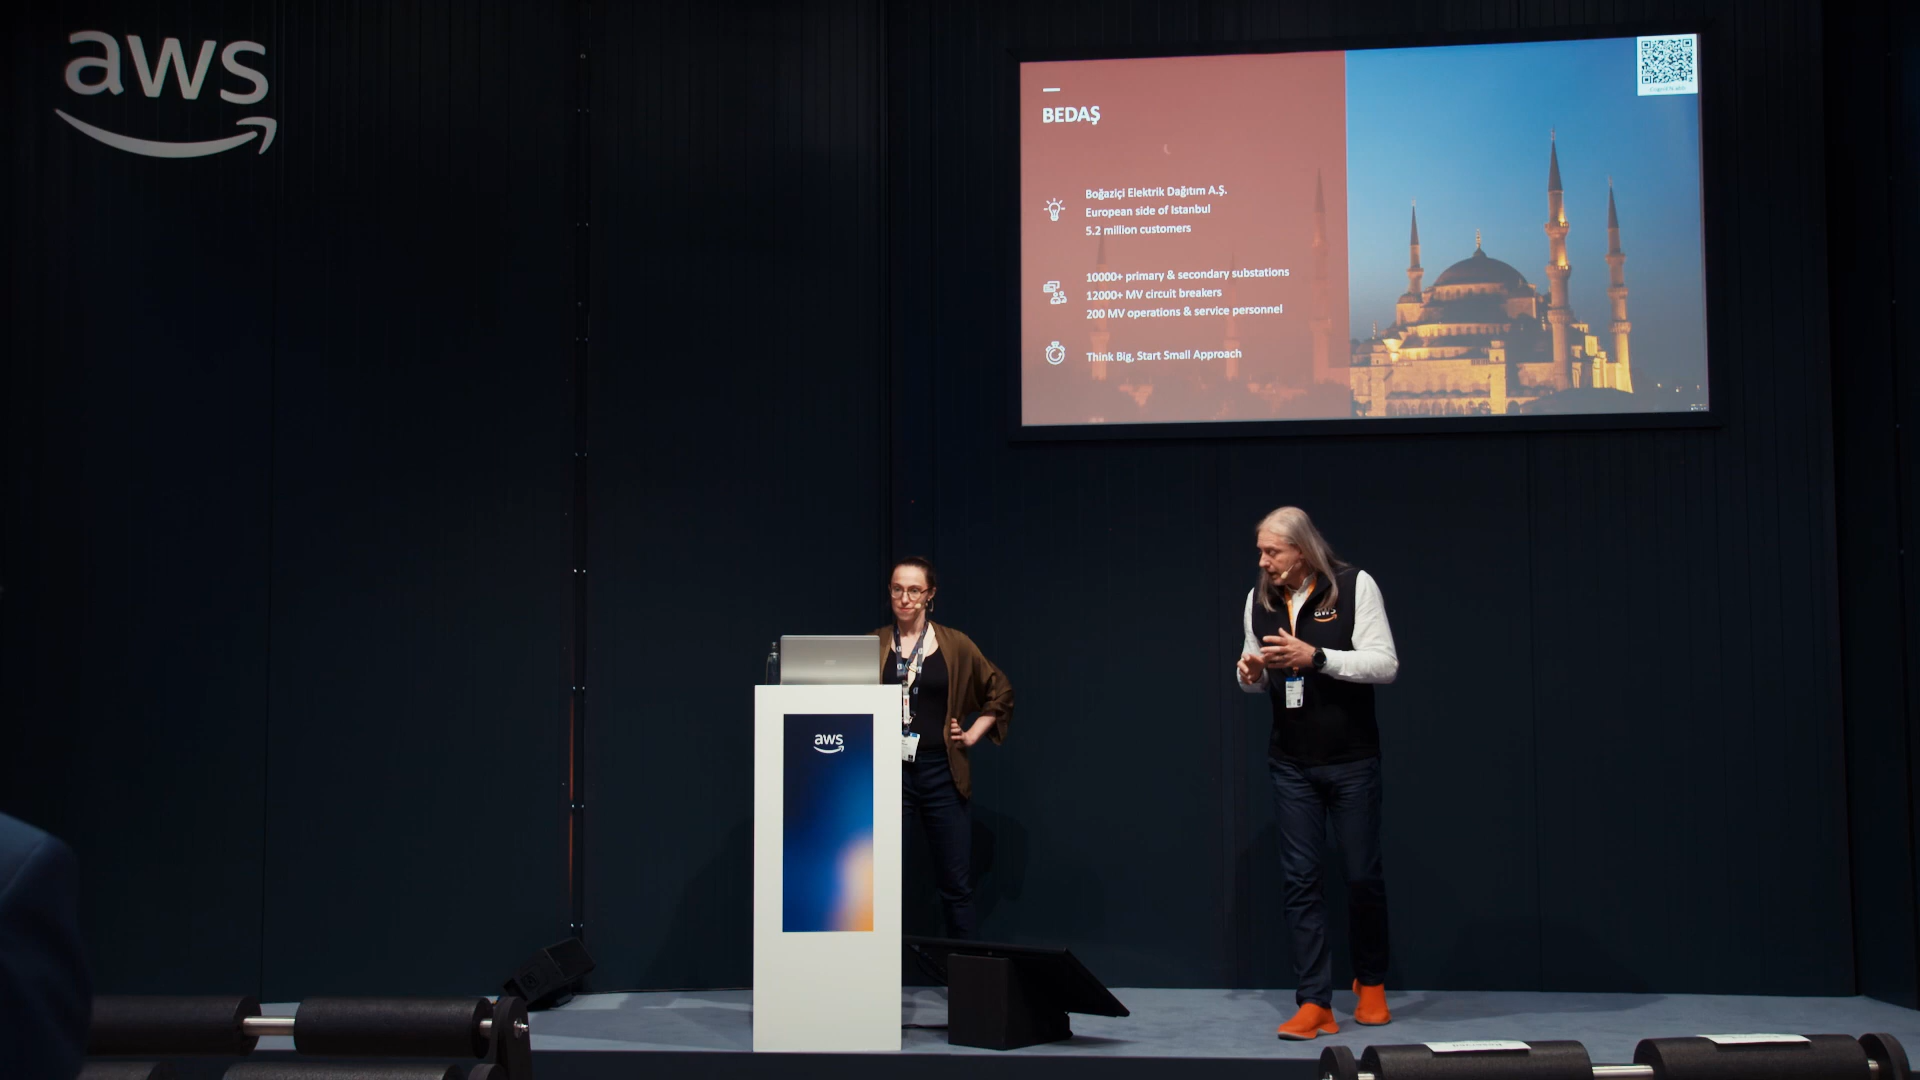 aws
BEDAŞ
Boğaziçi Elektrik Dağıtım A.Ş.
European side of Istanbul
5.2 million customers
10000+ primary & secondary substations
12000+ MV circuit breakers
200 MV operations & service personnel
Think Big, Start Small Approach
aws
aws